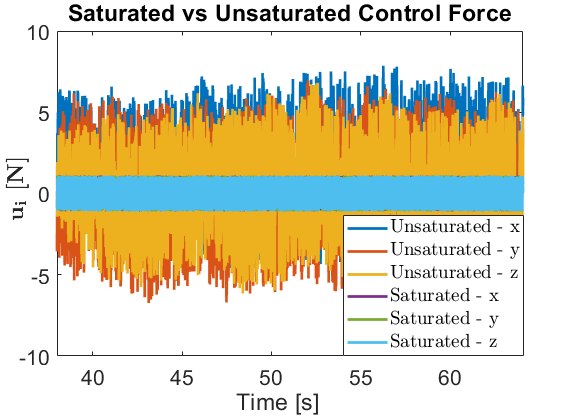 Saturated vs Unsaturated Control Force
10
5
0
-5
-10
u_i [N]
Unsaturated - x
Unsaturated - y
Unsaturated - z
Saturated - x
Saturated - y
Saturated - z
40 45 50 55 60
Time [s]